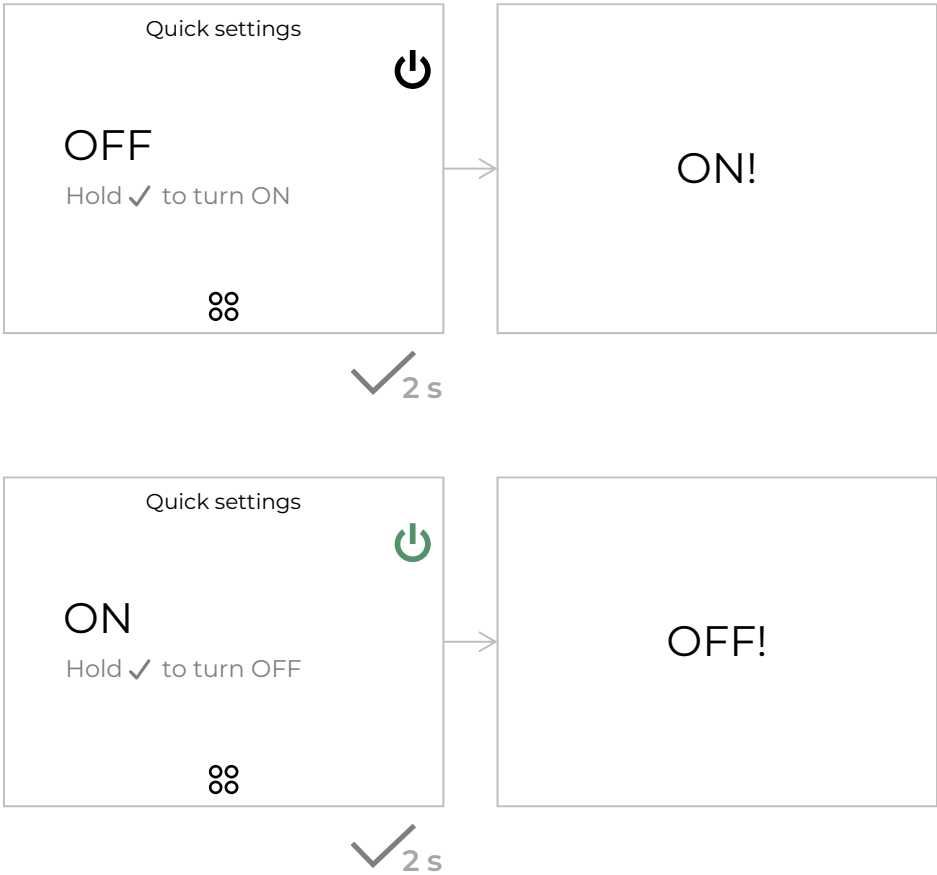 Quick settings
OFF
Hold ✓ to turn ON
2 s
ON!
Quick settings
ON
Hold ✓ to turn OFF
2 s
OFF!